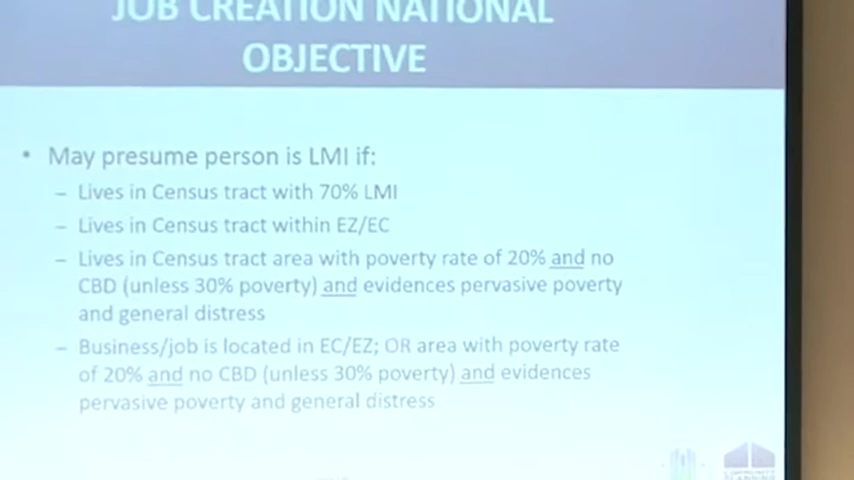 JOB CREATION NATIONAL
OBJECTIVE
• May presume person is LMI if:
– Lives in Census tract with 70% LMI
– Lives in Census tract within EZ/EC
– Lives in Census tract area with poverty rate of 20% and no
CBD (unless 30% poverty) and evidences pervasive poverty
and general distress
– Business/job is located in EC/EZ; OR area with poverty rate
of 20% and no CBD (unless 30% poverty) and evidences
pervasive poverty and general distress
COMMUNITY
PLANNING